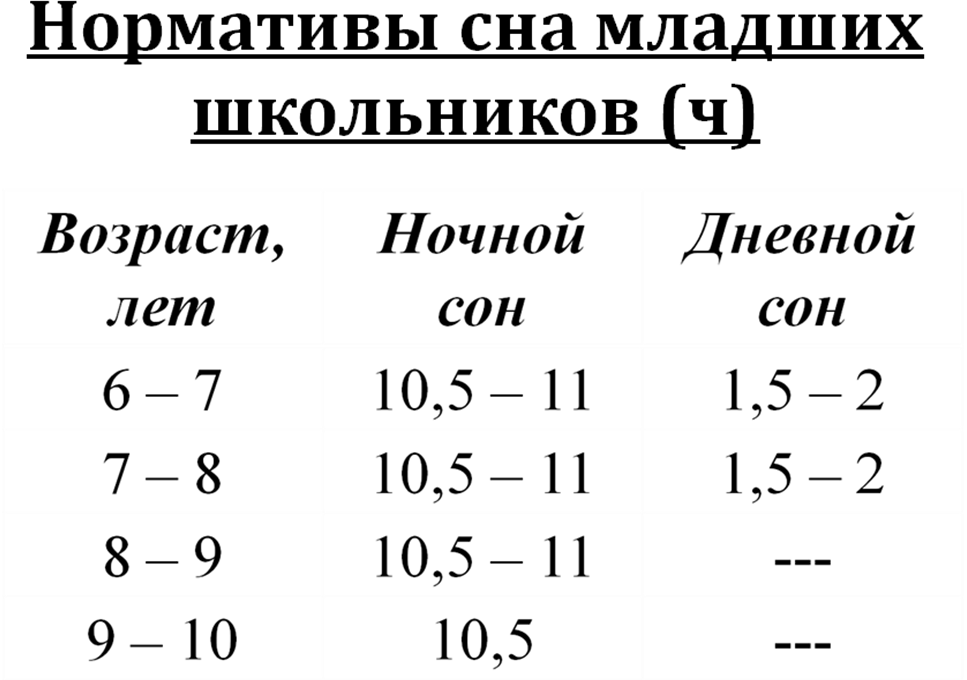 Нормативы сна младших
школьников (ч)
Возраст, Ночной Дневной
лет сон сон
6 – 7 10,5 – 11 1,5 – 2
7 – 8 10,5 – 11 1,5 – 2
8 – 9 10,5 – 11 ---
9 – 10 10,5 ---